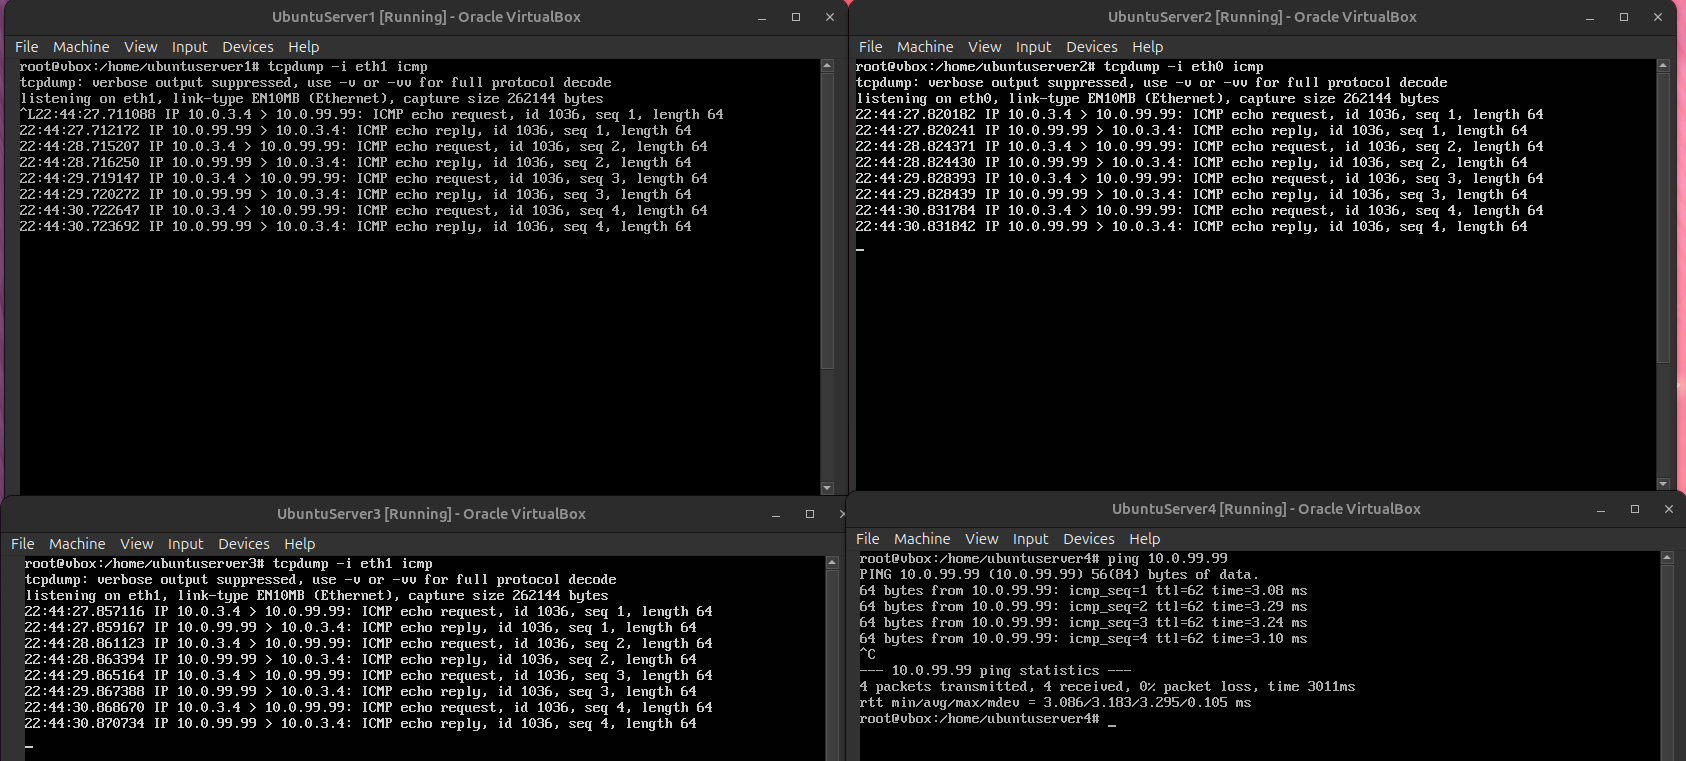 UbuntuServer1 [Running] - Oracle VirtualBox
File Machine View Input Devices Help
root@vbox:/home/ubuntuserver1# tcpdump -i eth1 icmp
tcpdump: verbose output suppressed, use -v or -vv for full protocol decode
listening on eth1, link-type EN10MB (Ethernet), capture size 262144 bytes
^L22:44:27.711088 IP 10.0.3.4 > 10.0.99.99: ICMP echo request, id 1036, seq 1, length 64
22:44:27.712172 IP 10.0.99.99 > 10.0.3.4: ICMP echo reply, id 1036, seq 1, length 64
22:44:28.715207 IP 10.0.3.4 > 10.0.99.99: ICMP echo request, id 1036, seq 2, length 64
22:44:28.716250 IP 10.0.99.99 > 10.0.3.4: ICMP echo reply, id 1036, seq 2, length 64
22:44:29.719147 IP 10.0.3.4 > 10.0.99.99: ICMP echo request, id 1036, seq 3, length 64
22:44:29.720272 IP 10.0.99.99 > 10.0.3.4: ICMP echo reply, id 1036, seq 3, length 64
22:44:30.722647 IP 10.0.3.4 > 10.0.99.99: ICMP echo request, id 1036, seq 4, length 64
22:44:30.723692 IP 10.0.99.99 > 10.0.3.4: ICMP echo reply, id 1036, seq 4, length 64
UbuntuServer2 [Running] - Oracle VirtualBox
File Machine View Input Devices Help
root@vbox:/home/ubuntuserver2# tcpdump -i eth0 icmp
tcpdump: verbose output suppressed, use -v or -vv for full protocol decode
listening on eth0, link-type EN10MB (Ethernet), capture size 262144 bytes
22:44:27.820182 IP 10.0.3.4 > 10.0.99.99: ICMP echo request, id 1036, seq 1, length 64
22:44:27.820241 IP 10.0.99.99 > 10.0.3.4: ICMP echo reply, id 1036, seq 1, length 64
22:44:28.824371 IP 10.0.3.4 > 10.0.99.99: ICMP echo request, id 1036, seq 2, length 64
22:44:28.824430 IP 10.0.99.99 > 10.0.3.4: ICMP echo reply, id 1036, seq 2, length 64
22:44:29.828393 IP 10.0.3.4 > 10.0.99.99: ICMP echo request, id 1036, seq 3, length 64
22:44:29.828439 IP 10.0.99.99 > 10.0.3.4: ICMP echo reply, id 1036, seq 3, length 64
22:44:30.831784 IP 10.0.3.4 > 10.0.99.99: ICMP echo request, id 1036, seq 4, length 64
22:44:30.831842 IP 10.0.99.99 > 10.0.3.4: ICMP echo reply, id 1036, seq 4, length 64
UbuntuServer3 [Running] - Oracle VirtualBox
File Machine View Input Devices Help
root@vbox:/home/ubuntuserver3# tcpdump -i eth1 icmp
tcpdump: verbose output suppressed, use -v or -vv for full protocol decode
listening on eth1, link-type EN10MB (Ethernet), capture size 262144 bytes
22:44:27.857116 IP 10.0.3.4 > 10.0.99.99: ICMP echo request, id 1036, seq 1, length 64
22:44:27.859167 IP 10.0.99.99 > 10.0.3.4: ICMP echo reply, id 1036, seq 1, length 64
22:44:28.861123 IP 10.0.3.4 > 10.0.99.99: ICMP echo request, id 1036, seq 2, length 64
22:44:28.863394 IP 10.0.99.99 > 10.0.3.4: ICMP echo reply, id 1036, seq 2, length 64
22:44:29.865164 IP 10.0.3.4 > 10.0.99.99: ICMP echo request, id 1036, seq 3, length 64
22:44:29.867388 IP 10.0.99.99 > 10.0.3.4: ICMP echo reply, id 1036, seq 3, length 64
22:44:30.868670 IP 10.0.3.4 > 10.0.99.99: ICMP echo request, id 1036, seq 4, length 64
22:44:30.870734 IP 10.0.99.99 > 10.0.3.4: ICMP echo reply, id 1036, seq 4, length 64
UbuntuServer4 [Running] - Oracle VirtualBox
File Machine View Input Devices Help
root@vbox:/home/ubuntuserver4# ping 10.0.99.99
PING 10.0.99.99 (10.0.99.99) 56(84) bytes of data.
64 bytes from 10.0.99.99: icmp_seq=1 ttl=62 time=3.08 ms
64 bytes from 10.0.99.99: icmp_seq=2 ttl=62 time=3.29 ms
64 bytes from 10.0.99.99: icmp_seq=3 ttl=62 time=3.24 ms
64 bytes from 10.0.99.99: icmp_seq=4 ttl=62 time=3.10 ms
^C
--- 10.0.99.99 ping statistics ---
4 packets transmitted, 4 received, 0% packet loss, time 3011ms
rtt min/avg/max/mdev = 3.086/3.183/3.295/0.105 ms
root@vbox:/home/ubuntuserver4# _